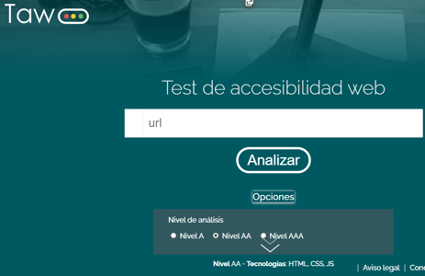 Taw
Test de accesibilidad web
url
Analizar
Opciones
Nivel de análisis
Nivel A Nivel AA Nivel AAA
Nivel AA - Tecnologías: HTML, CSS, JS
| Aviso legal |